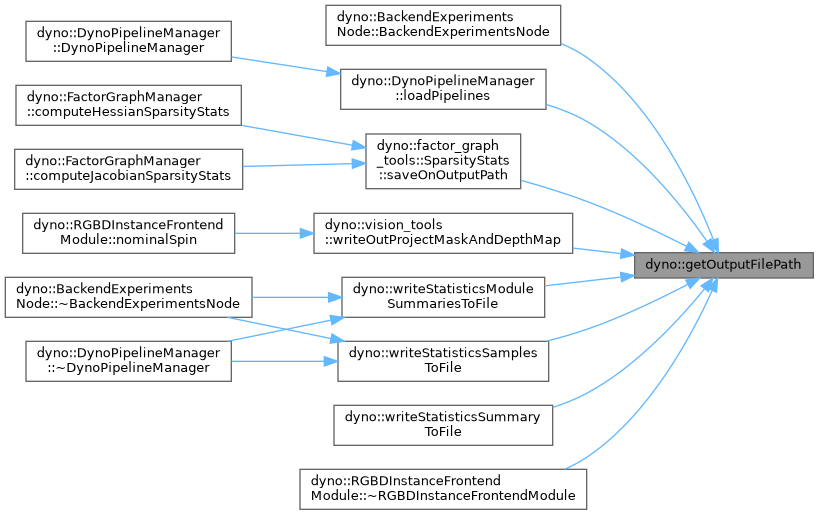 dyno::DynoPipelineManager
::DynoPipelineManager
dyno::FactorGraphManager
::computeHessianSparsityStats
dyno::FactorGraphManager
::computeJacobianSparsityStats
dyno::RGBDInstanceFrontend
Module::nominalSpin
dyno::BackendExperiments
Node::~BackendExperimentsNode
dyno::DynoPipelineManager
::~DynoPipelineManager
dyno::BackendExperiments
Node::BackendExperimentsNode
dyno::DynoPipelineManager
::loadPipelines
dyno::factor_graph
_tools::SparsityStats
::saveOnOutputPath
dyno::vision_tools
::writeOutProjectMaskAndDepthMap
dyno::writeStatisticsModule
SummariesToFile
dyno::writeStatisticsSamples
ToFile
dyno::writeStatisticsSummary
ToFile
dyno::RGBDInstanceFrontend
Module::~RGBDInstanceFrontendModule
dyno::getOutputFilePath